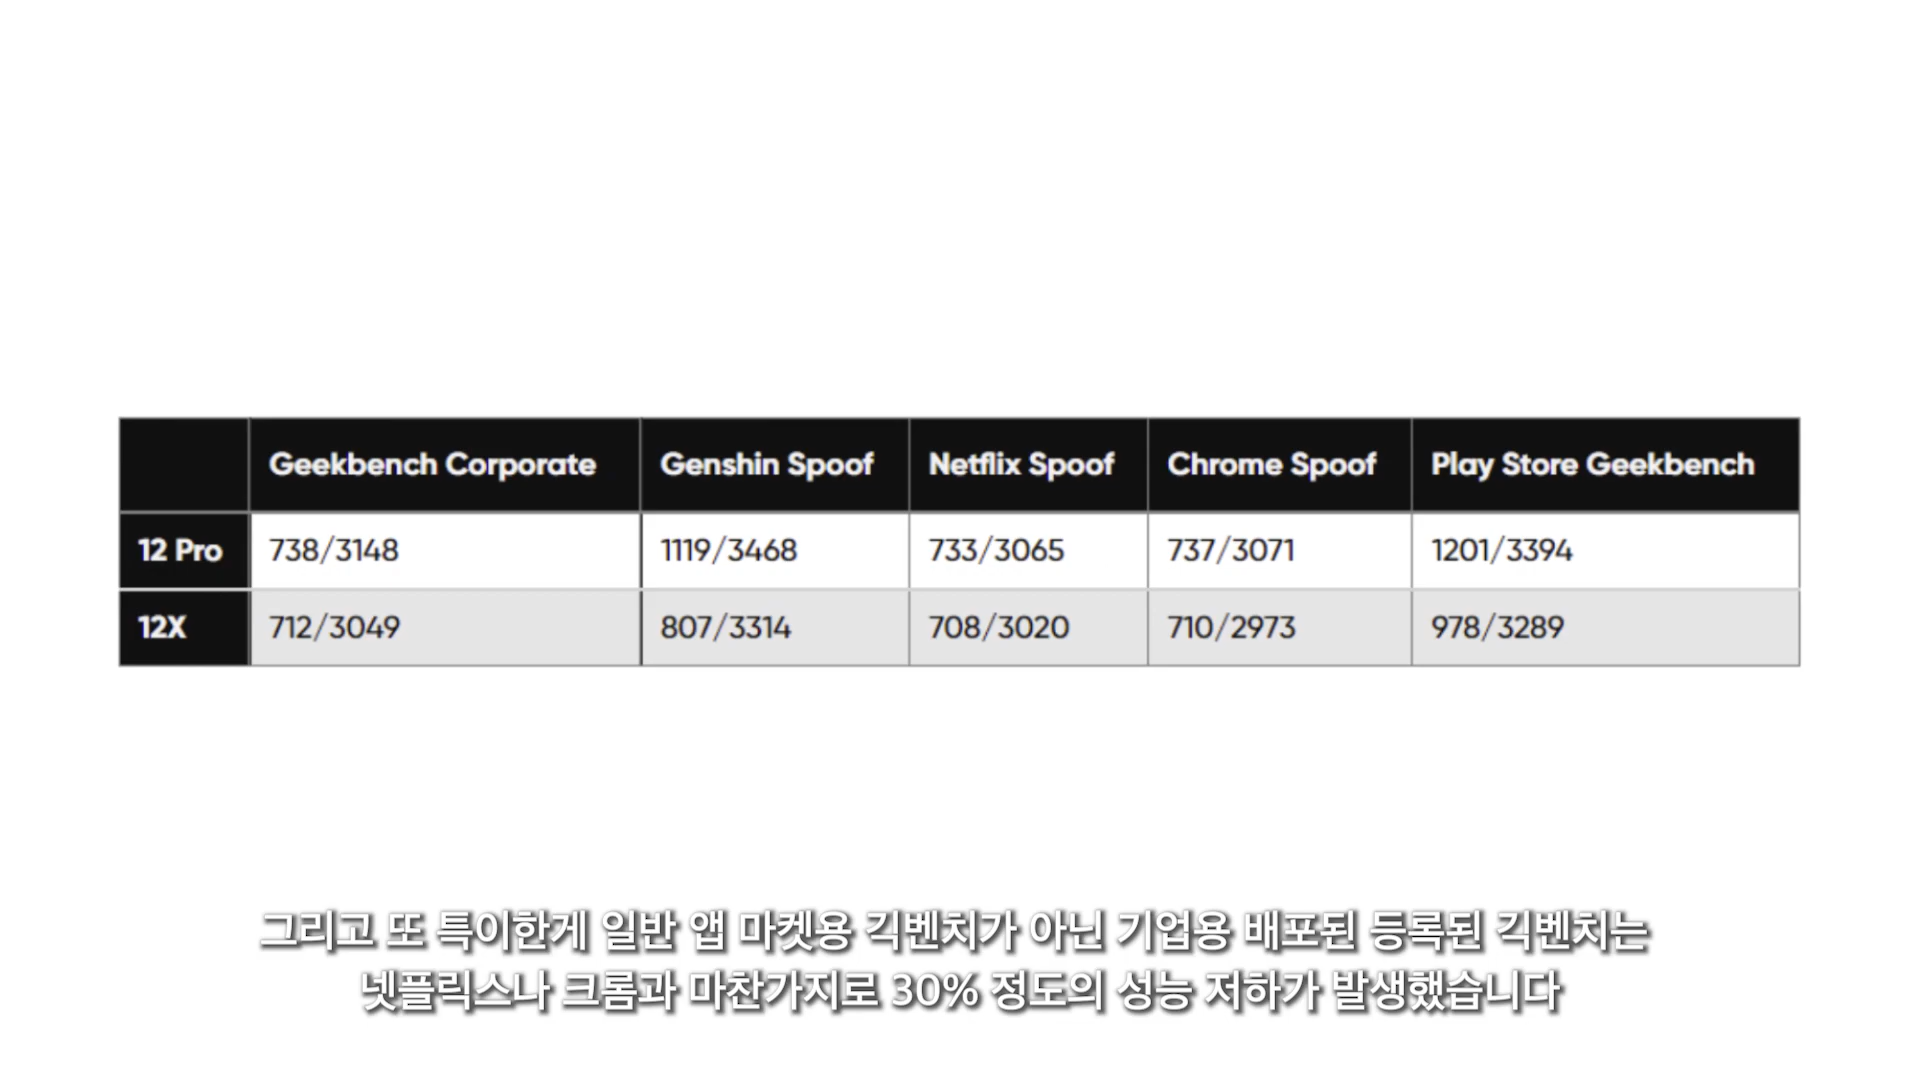 Geekbench Corporate Genshin Spoof Netflix Spoof Chrome Spoof Play Store Geekbench
12 Pro 738/3148 1119/3468 733/3065 737/3071 1201/3394
12X 712/3049 807/3314 708/3020 710/2973 978/3289
그리고 또 특이한게 일반 앱 마켓용 긱벤치가 아닌 기업용 배포된 등록된 긱벤치는
넷플릭스나 크롬과 마찬가지로 30% 정도의 성능 저하가 발생했습니다